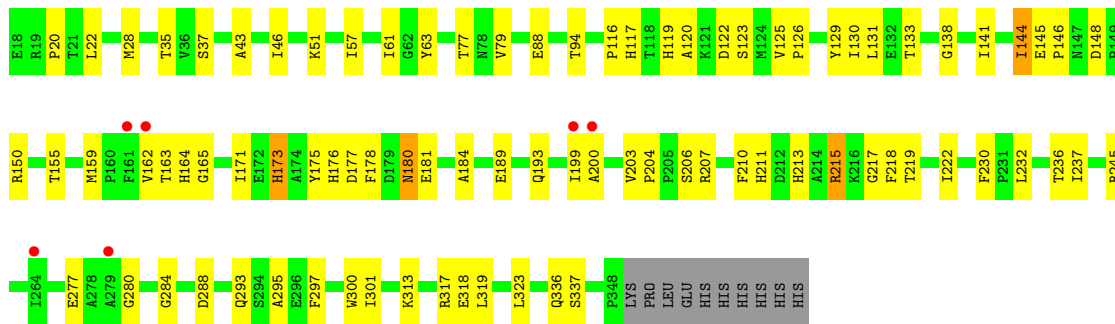 E18 R19 P20 T21 L22 M28 T35 V36 S37 A43 I46 K51 I57 I61 G62 Y63 T77 N78 V79 E88 T94 P116 H117 T118 H119 A120 K121 D122 S123 M124 V125 P126 Y129 I130 L131 E132 T133 G138 I141 I144 E145 P146 N147 D148
R150 T155 M159 P160 F161 V162 T163 H164 G165 I171 E172 H173 A174 Y175 H176 D177 F178 D179 N180 E181 A184 E189 Q193 I199 A200 V203 P204 P205 S206 R207 F210 H211 D212 H213 A214 R215 K216 G217 F218 T219 I222 F230 P231 L232 T236 I237
I264 E277 A278 A279 G280 G284 D288 Q293 S294 A295 E296 F297 W300 I301 K313 R317 E318 L319 L323 Q336 S337 P348 LYS PRO LEU GLU HIS HIS HIS HIS HIS HIS